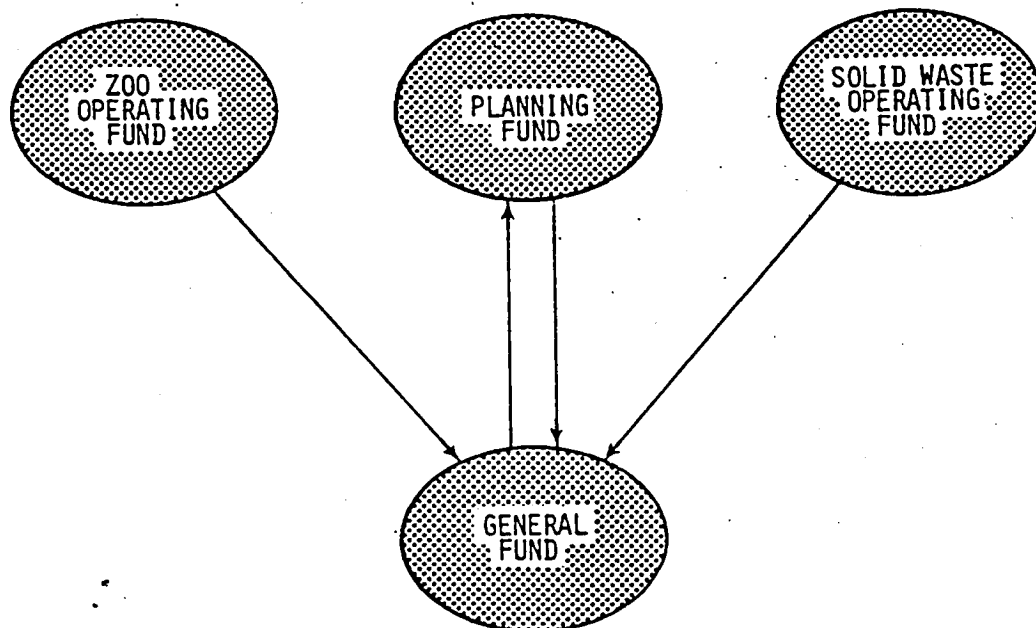 ZOO
OPERATING
FUND
PLANNING
FUND
SOLID WASTE
OPERATING
FUND
GENERAL
FUND